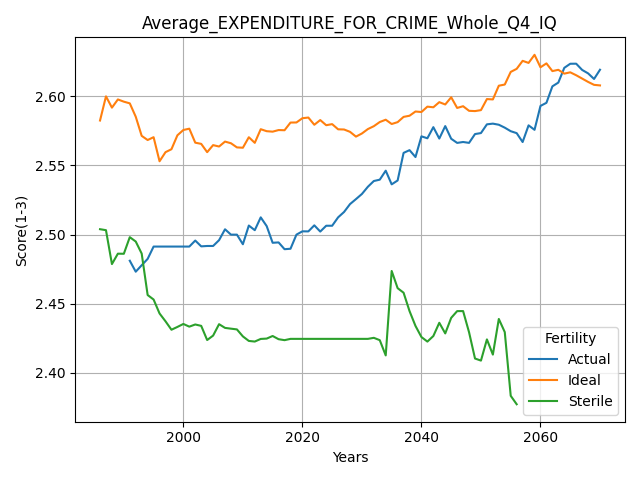 Average_EXPENDITURE_FOR_CRIME_Whole_Q4_IQ
Score(1-3)
2.60
2.55
2.50
2.45
2.40
Fertility
Actual
Ideal
Sterile
2000
2020
2040
2060
Years